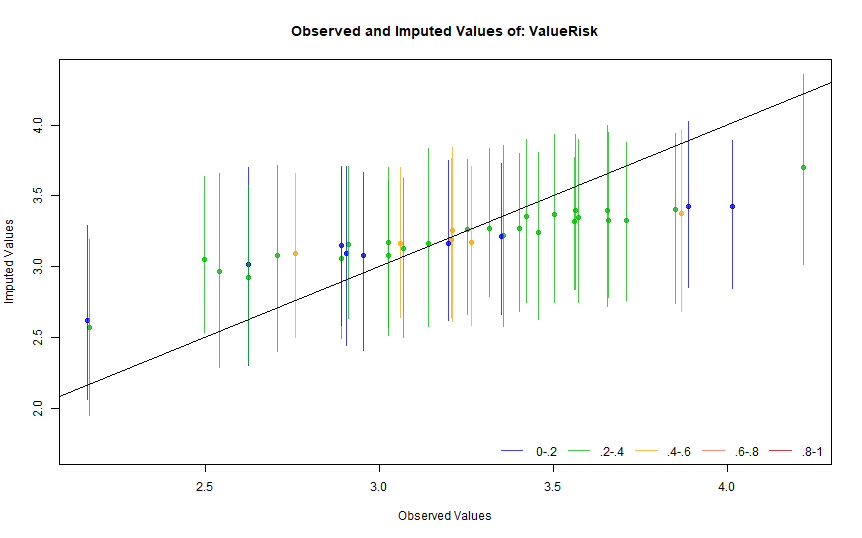 Observed and Imputed Values of: ValueRisk
Imputed Values
4.0
3.5
3.0
2.5
2.0
0-.2 .2-.4 .4-.6 .6-.8 .8-1
2.5 3.0 3.5 4.0
Observed Values